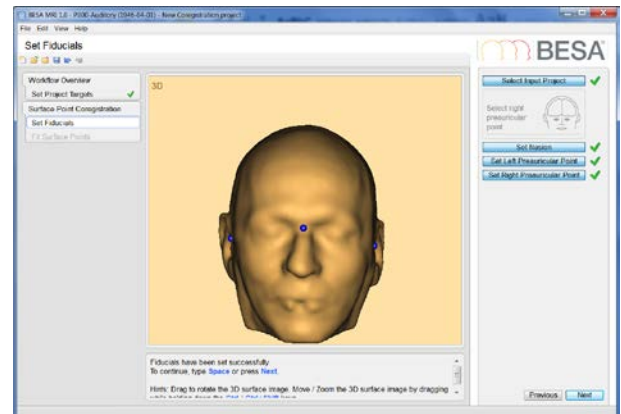 BESA MRI 1.0 - P300-Auditory (1946-04-01) - New Coregistration project
File Edit View Help
Set Fiducials
BESA
Workflow Overview
Set Project Targets
Surface Point Coregistration
Set Fiducials
Fit Surface Points
3D
Select Input Project
Select right
preauricular
point
Set Nasion
Set Left Preauricular Point
Set Right Preauricular Point
Fiducials have been set successfully.
To continue, type Space or press Next.
Hints: Drag to rotate the 3D surface image. Move / Zoom the 3D surface image by dragging
Previous Next